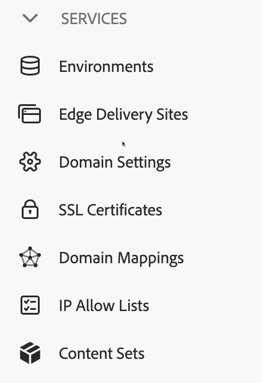 SERVICES
Environments
Edge Delivery Sites
Domain Settings
SSL Certificates
Domain Mappings
IP Allow Lists
Content Sets